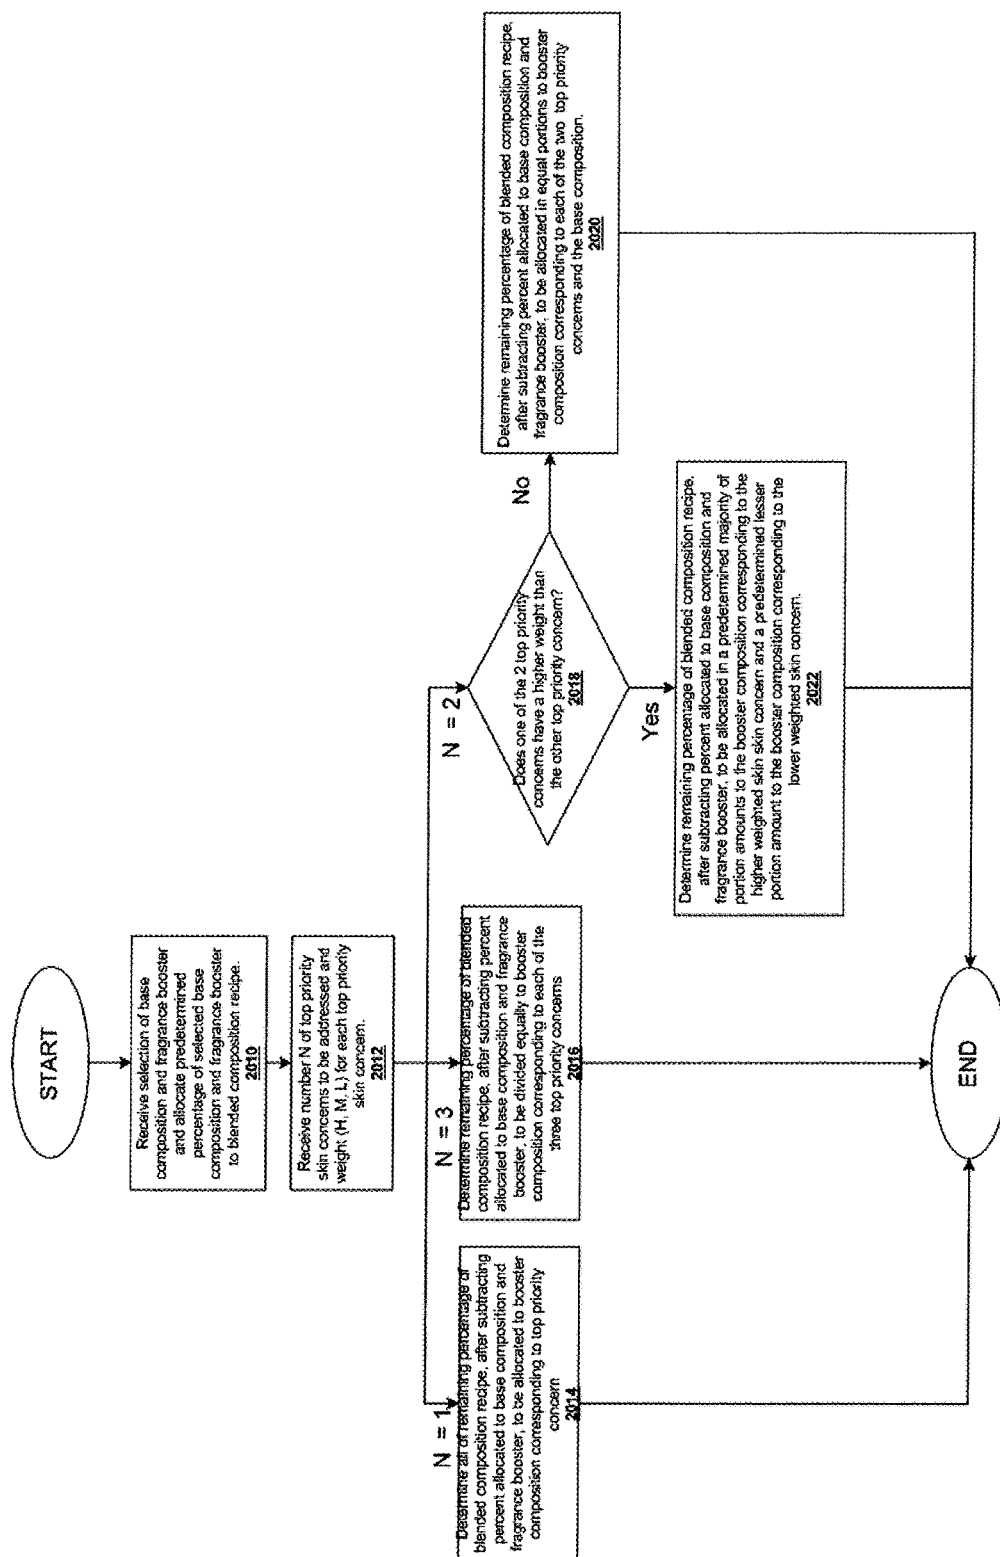 START
Receive selection of base
composition and fragrance booster
and allocate predetermined
percentage of selected base
composition and fragrance booster
to blended composition recipe.
2010
Receive number N of top priority
skin concerns to be addressed and
weight (H, M, L) for each top priority
skin concern.
2012
N = 1
Determine all of remaining percentage of
blended composition recipe, after subtracting
percent allocated to base composition and
fragrance booster, to be allocated to booster
composition corresponding to top priority
concern
2014
N = 3
Determine remaining percentage of blended
composition recipe, after subtracting percent
allocated to base composition and fragrance
booster, to be divided equally to booster
composition corresponding to each of the
three top priority concerns
2016
N = 2
Does one of the 2 top priority
concerns have a higher weight than
the other top priority concern?
2018
No
Determine remaining percentage of blended composition recipe,
after subtracting percent allocated to base composition and
fragrance booster, to be allocated in equal portions to booster
composition corresponding to each of the two top priority
concerns and the base composition.
2020
Yes
Determine remaining percentage of blended composition recipe,
after subtracting percent allocated to base composition and
fragrance booster, to be allocated in a predetermined majority of
portion amounts to the booster composition corresponding to the
higher weighted skin skin concern and a predetermined lesser
portion amount to the booster composition corresponding to the
lower weighted skin concern.
2022
END